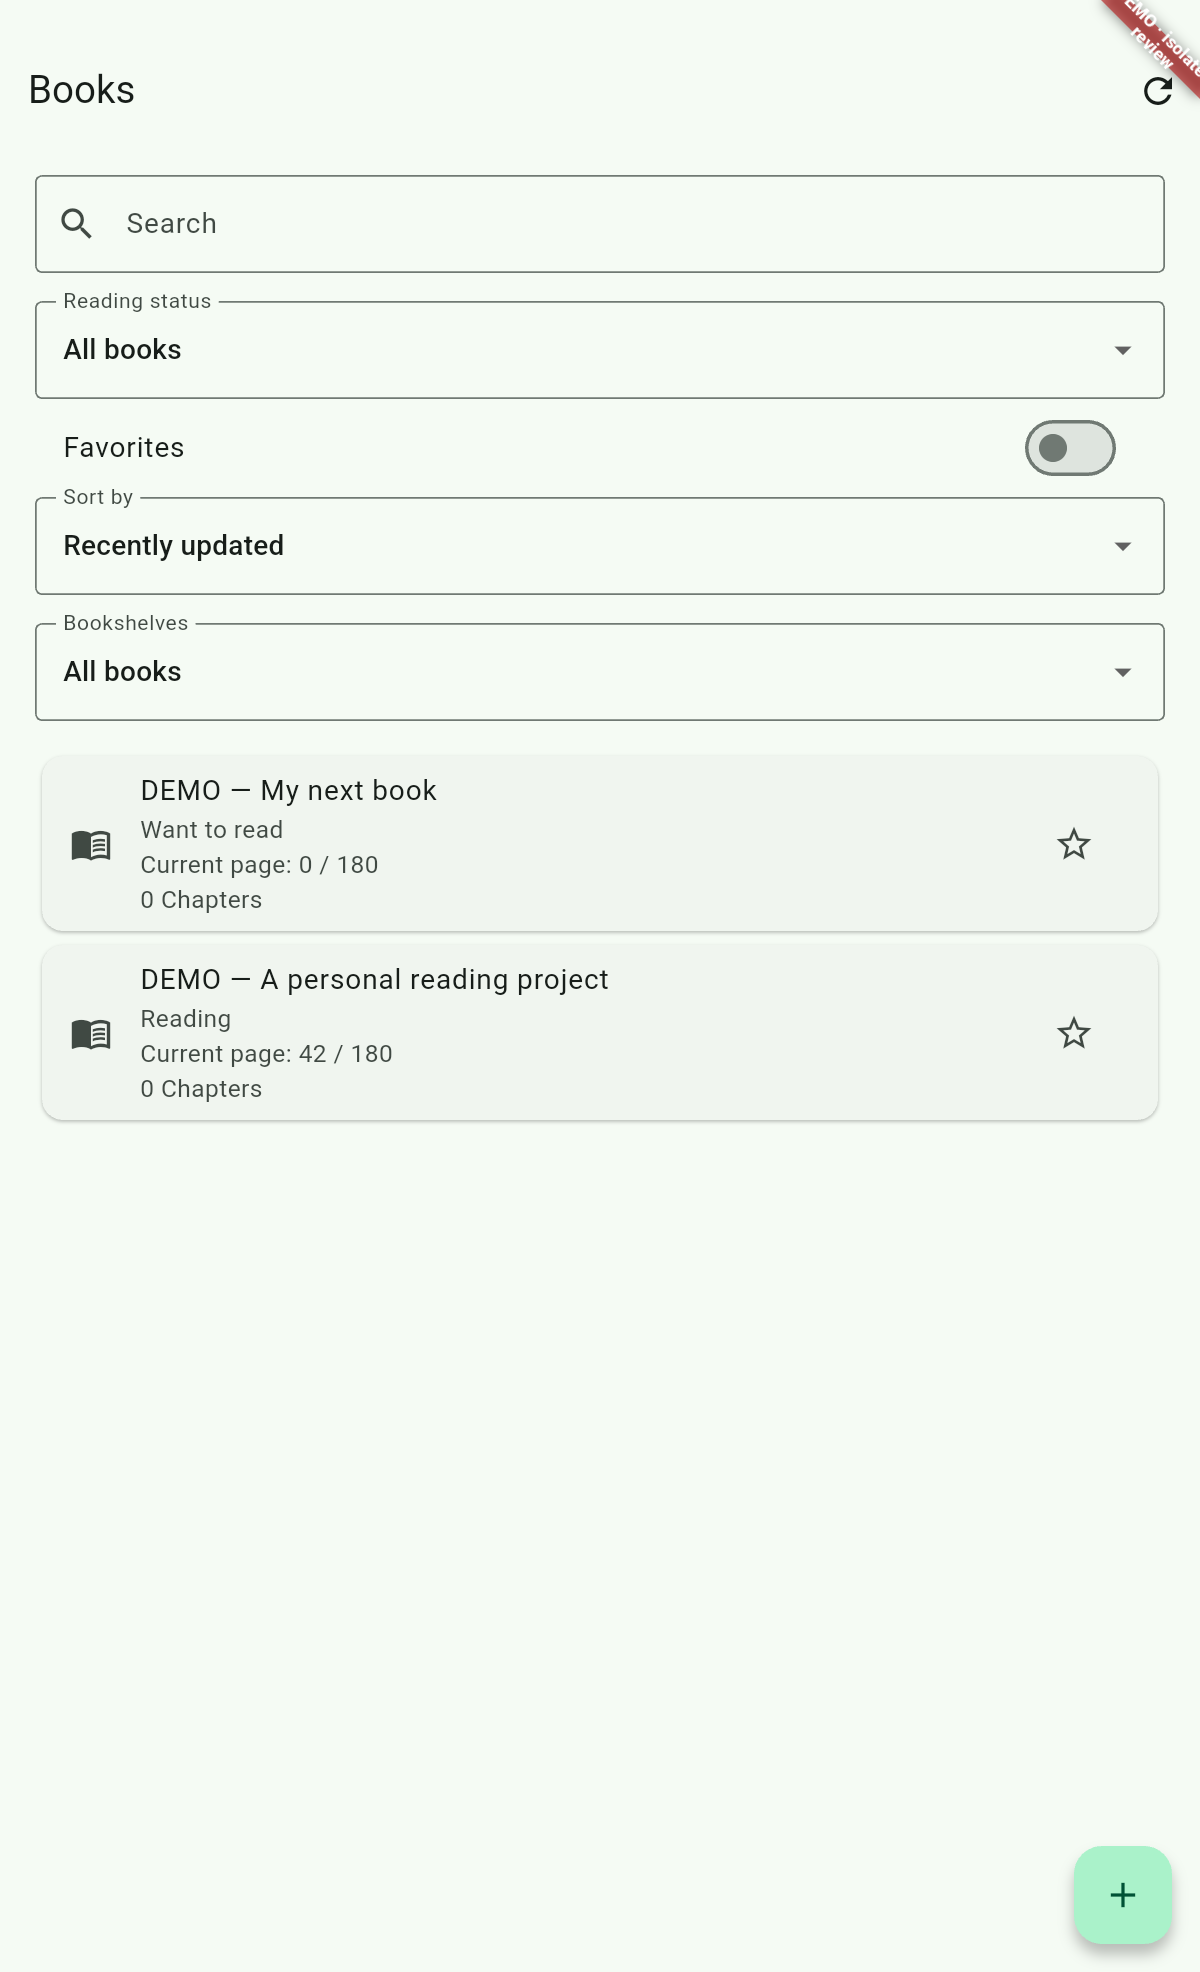 review
Books
Search
Reading status
All books
Favorites
Sort by
Recently updated
Bookshelves
All books
DEMO — My next book
Want to read
Current page: 0 / 180
0 Chapters
DEMO — A personal reading project
Reading
Current page: 42 / 180
0 Chapters